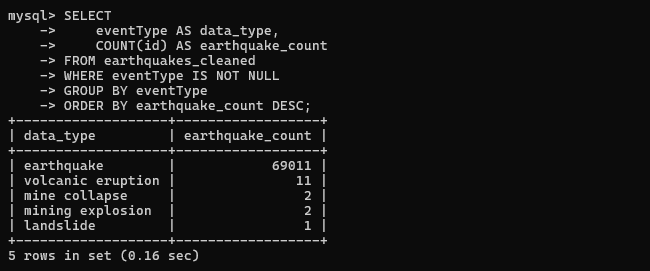 mysql> SELECT
    ->     eventType AS data_type,
    ->     COUNT(id) AS earthquake_count
    -> FROM earthquakes_cleaned
    -> WHERE eventType IS NOT NULL
    -> GROUP BY eventType
    -> ORDER BY earthquake_count DESC;
+-------------------+------------------+
| data_type         | earthquake_count |
+-------------------+------------------+
| earthquake        |            69011 |
| volcanic eruption |               11 |
| mine collapse     |                2 |
| mining explosion  |                2 |
| landslide         |                1 |
+-------------------+------------------+
5 rows in set (0.16 sec)